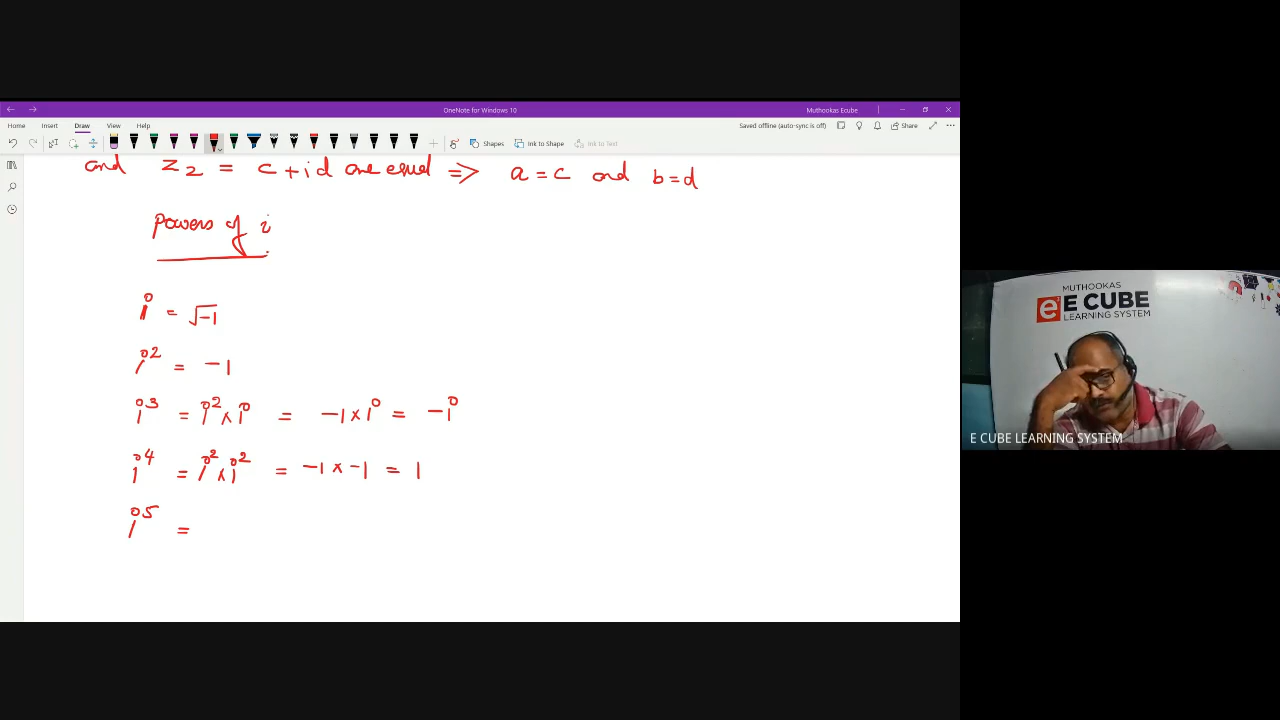 OneNote for Windows 10
Muthookas Ecube
Home Insert Draw View Help
Saved offline (auto-sync is off)
Share
Shapes
Ink to Shape
Ink to Text
and z₂ = c + id are equal ⇒ a = c and b = d
Powers of i
i = √-1
i² = -1
i³ = i² × i = -1 × i = -i
i⁴ = i² × i² = -1 × -1 = 1
i⁵ =
MUTHOOKAS
e³ E CUBE
LEARNING SYSTEM
E CUBE LEARNING SYSTEM